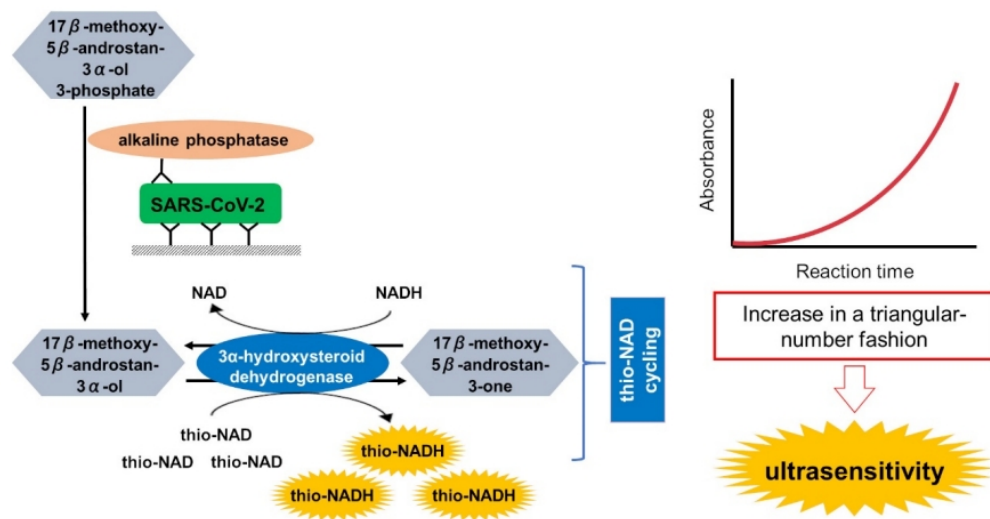 17β-methoxy-
5β-androstan-
3α-ol
3-phosphate
alkaline phosphatase
SARS-CoV-2
NAD
NADH
17β-methoxy-
5β-androstan-
3α-ol
3α-hydroxysteroid
dehydrogenase
17β-methoxy-
5β-androstan-
3-one
thio-NAD
thio-NAD
thio-NAD
thio-NADH
thio-NADH
thio-NADH
thio-NAD
cycling
Absorbance
Reaction time
Increase in a triangular-
number fashion
ultrasensitivity